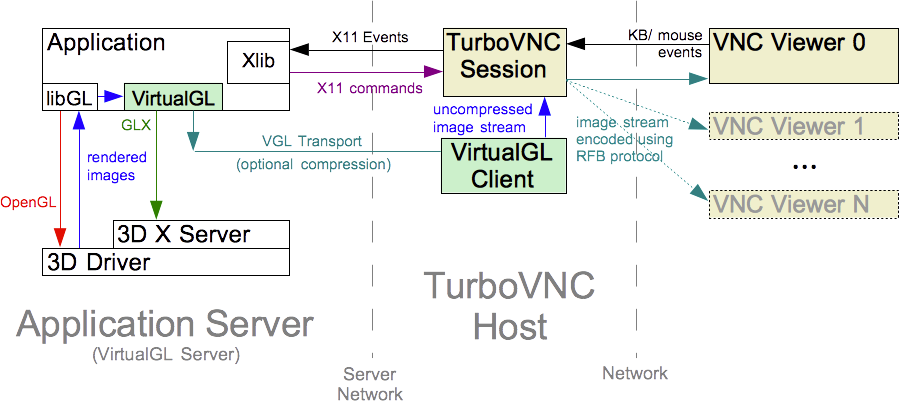 Application
Xlib
libGL
VirtualGL
X11 Events
X11 commands
TurboVNC
Session
KB/ mouse
events
VNC Viewer 0
GLX
rendered
images
VGL Transport
(optional compression)
uncompressed
image stream
VirtualGL
Client
image stream
encoded using
RFB protocol
VNC Viewer 1
...
VNC Viewer N
OpenGL
3D X Server
3D Driver
Application Server
(VirtualGL Server)
TurboVNC
Host
Server
Network
Network